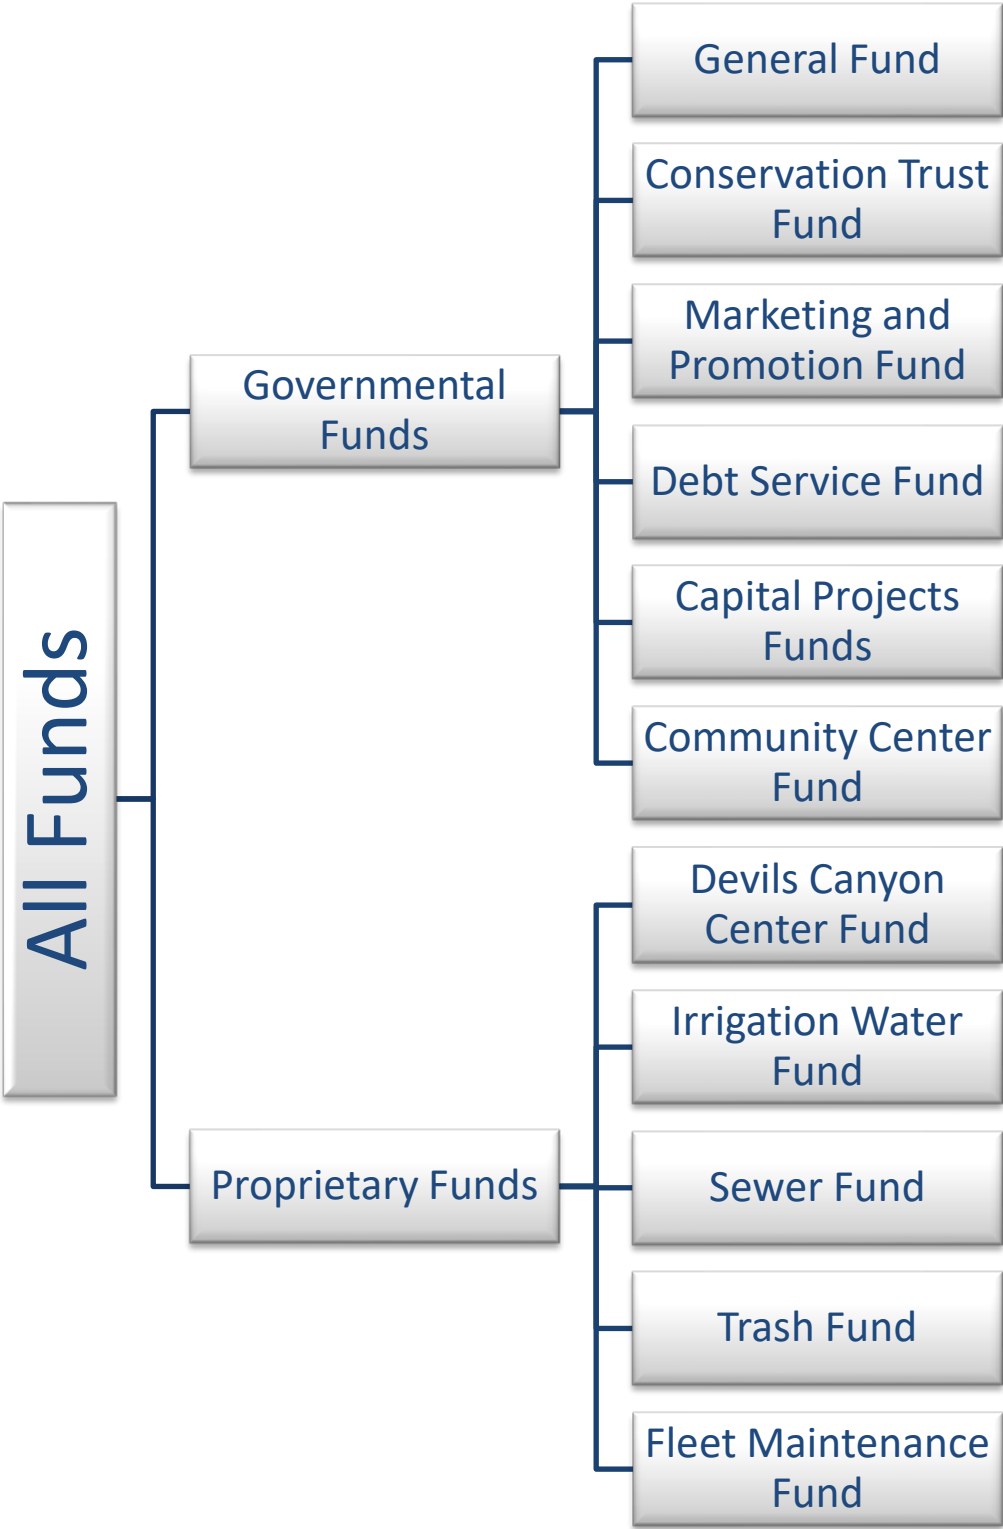 All Funds
Governmental
Funds
General Fund
Conservation Trust
Fund
Marketing and
Promotion Fund
Debt Service Fund
Capital Projects
Funds
Community Center
Fund
Proprietary Funds
Devils Canyon
Center Fund
Irrigation Water
Fund
Sewer Fund
Trash Fund
Fleet Maintenance
Fund